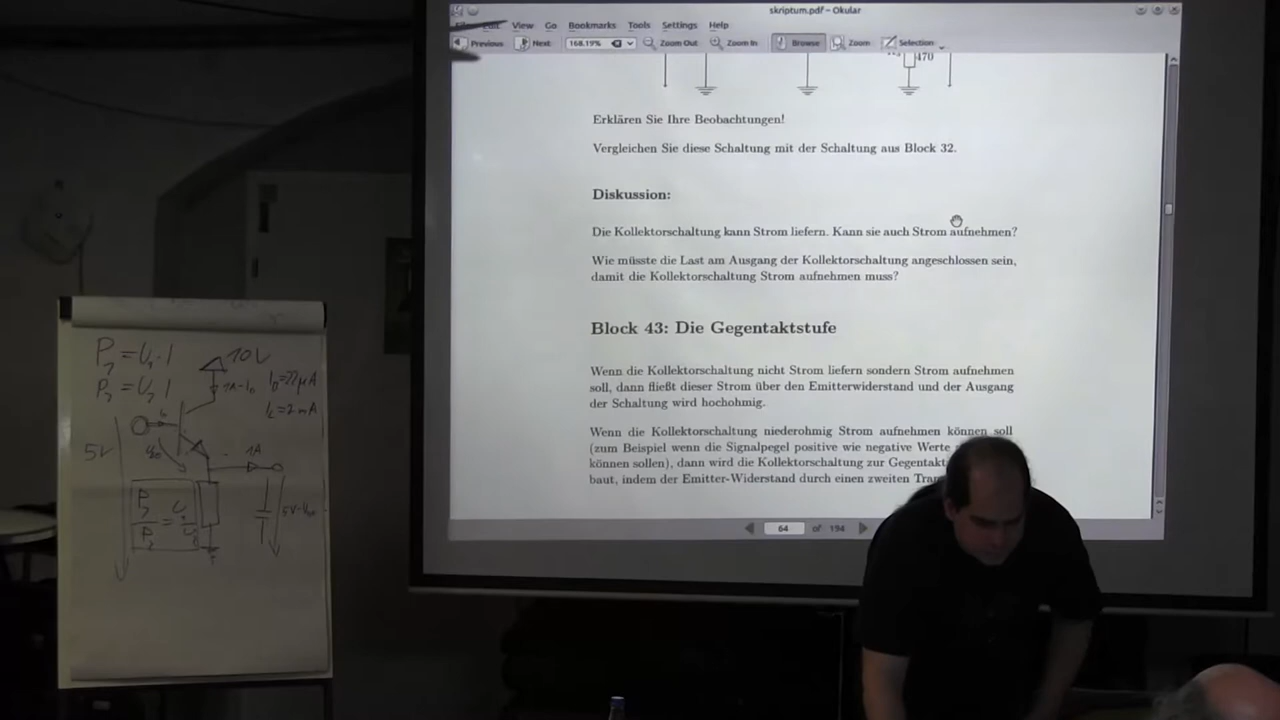 skriptum.pdf – Okular
View Go Bookmarks Tools Settings Help
Previous Next 168.19% Zoom Out Zoom In Browse Zoom Selection
470
Erklären Sie Ihre Beobachtungen!
Vergleichen Sie diese Schaltung mit der Schaltung aus Block 32.
Diskussion:
Die Kollektorschaltung kann Strom liefern. Kann sie auch Strom aufnehmen?
Wie müsste die Last am Ausgang der Kollektorschaltung angeschlossen sein,
damit die Kollektorschaltung Strom aufnehmen muss?
Block 43: Die Gegentaktstufe
Wenn die Kollektorschaltung nicht Strom liefern sondern Strom aufnehmen
soll, dann fließt dieser Strom über den Emitterwiderstand und der Ausgang
der Schaltung wird hochohmig.
Wenn die Kollektorschaltung niederohmig Strom aufnehmen können soll
(zum Beispiel wenn die Signalpegel positive wie negative Werte
können sollen), dann wird die Kollektorschaltung zur
baut, indem der Emitter-Widerstand durch einen zweiten
64 of 194
10V
I_B=22µA
I_C=2mA
5V
1A